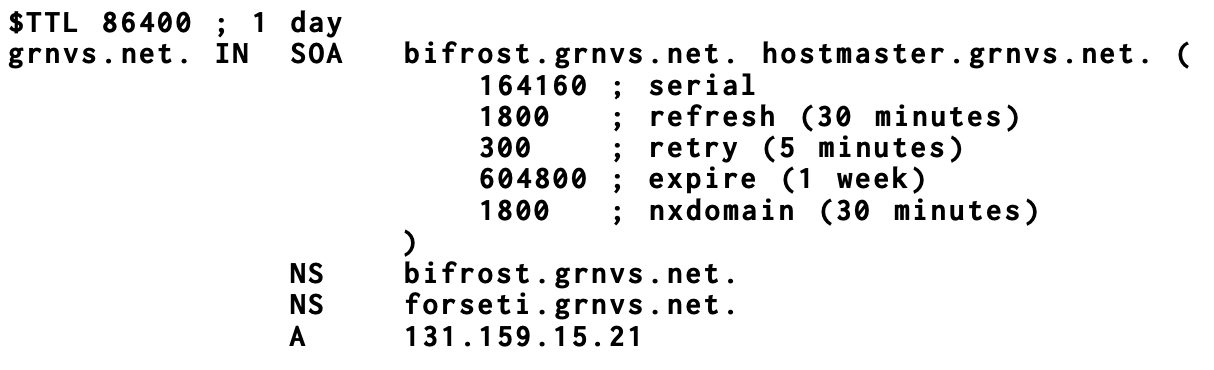 $TTL 86400 ; 1 day
grnvs.net. IN SOA bifrost.grnvs.net. hostmaster.grnvs.net. (
164160 ; serial
1800 ; refresh (30 minutes)
300 ; retry (5 minutes)
604800 ; expire (1 week)
1800 ; nxdomain (30 minutes)
)
NS bifrost.grnvs.net.
NS forseti.grnvs.net.
A 131.159.15.21